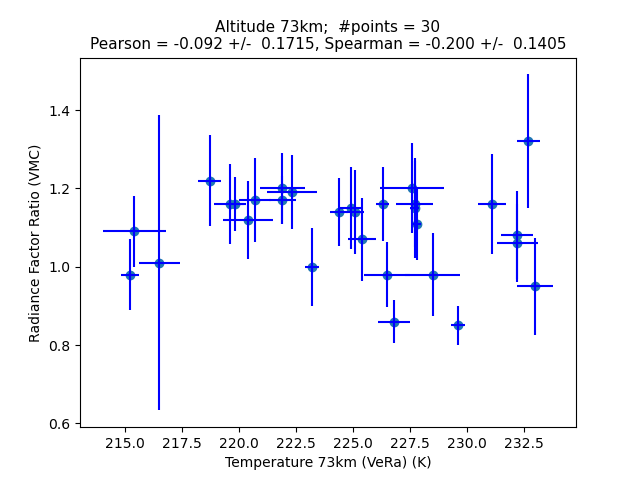 Altitude 73km;  #points = 30
Pearson = -0.092 +/-  0.1715, Spearman = -0.200 +/-  0.1405
Radiance Factor Ratio (VMC)
1.4
1.2
1.0
0.8
0.6
215.0 217.5 220.0 222.5 225.0 227.5 230.0 232.5
Temperature 73km (VeRa) (K)